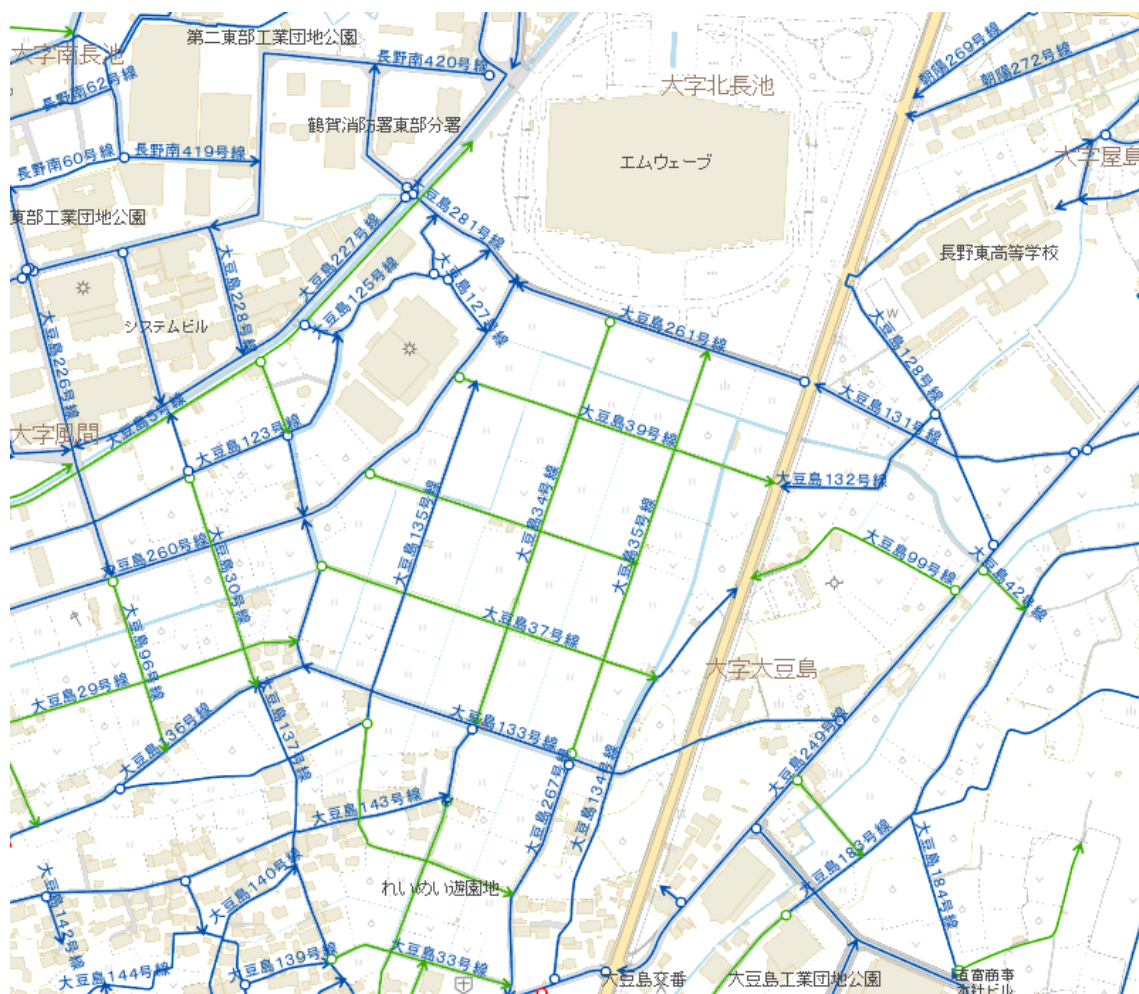 第二東部工業団地公園
大字南長池
長野南420号線
朝陽269号線
朝陽272号線
長野南62号線
大字北長池
鶴賀消防署東部分署
エムウェーブ
長野南60号線
長野南419号線
大字屋島
東部工業団地公園
大豆島281号線
大豆島227号線
長野東高等学校
大豆島125号線
大豆島127号線
大豆島228号線
システムビル
大豆島226号線
大豆島261号線
大豆島128号線
大豆島5号線
大豆島131号線
大豆島39号線
大字風間
大豆島123号線
大豆島132号線
大豆島34号線
大豆島35号線
大豆島135号線
大豆島260号線
大豆島30号線
大豆島99号線
大豆島42号線
大豆島96号線
大豆島37号線
大字大豆島
大豆島29号線
大豆島136号線
大豆島137号線
大豆島133号線
大豆島249号線
大豆島267号線
大豆島134号線
大豆島143号線
大豆島183号線
大豆島184号線
大豆島140号線
れいめい遊園地
大豆島142号線
大豆島144号線
大豆島139号線
大豆島33号線
大豆島交番
大豆島工業団地公園
直富商事
本社ビル
W